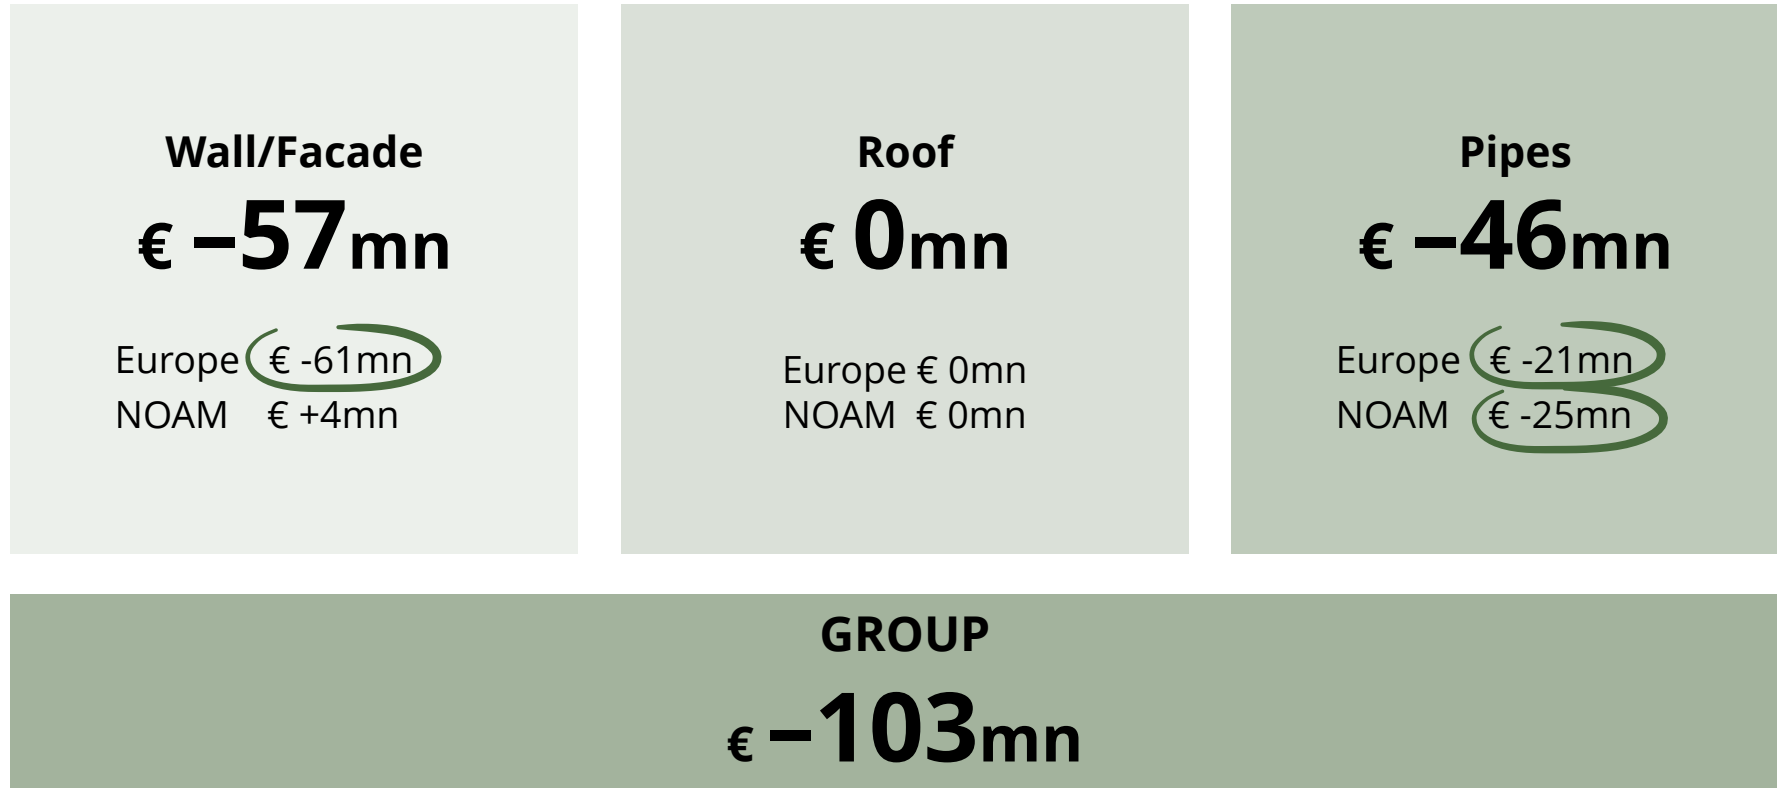 Wall/Facade
€ –57mn
Europe € -61mn
NOAM € +4mn
Roof
€ 0mn
Europe € 0mn
NOAM € 0mn
Pipes
€ –46mn
Europe € -21mn
NOAM € -25mn
GROUP
€ –103mn